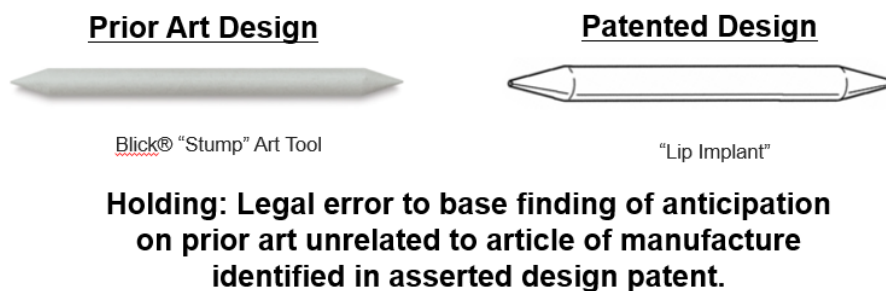 Prior Art Design
Patented Design
Blick® “Stump” Art Tool
“Lip Implant”
Holding: Legal error to base finding of anticipation
on prior art unrelated to article of manufacture
identified in asserted design patent.